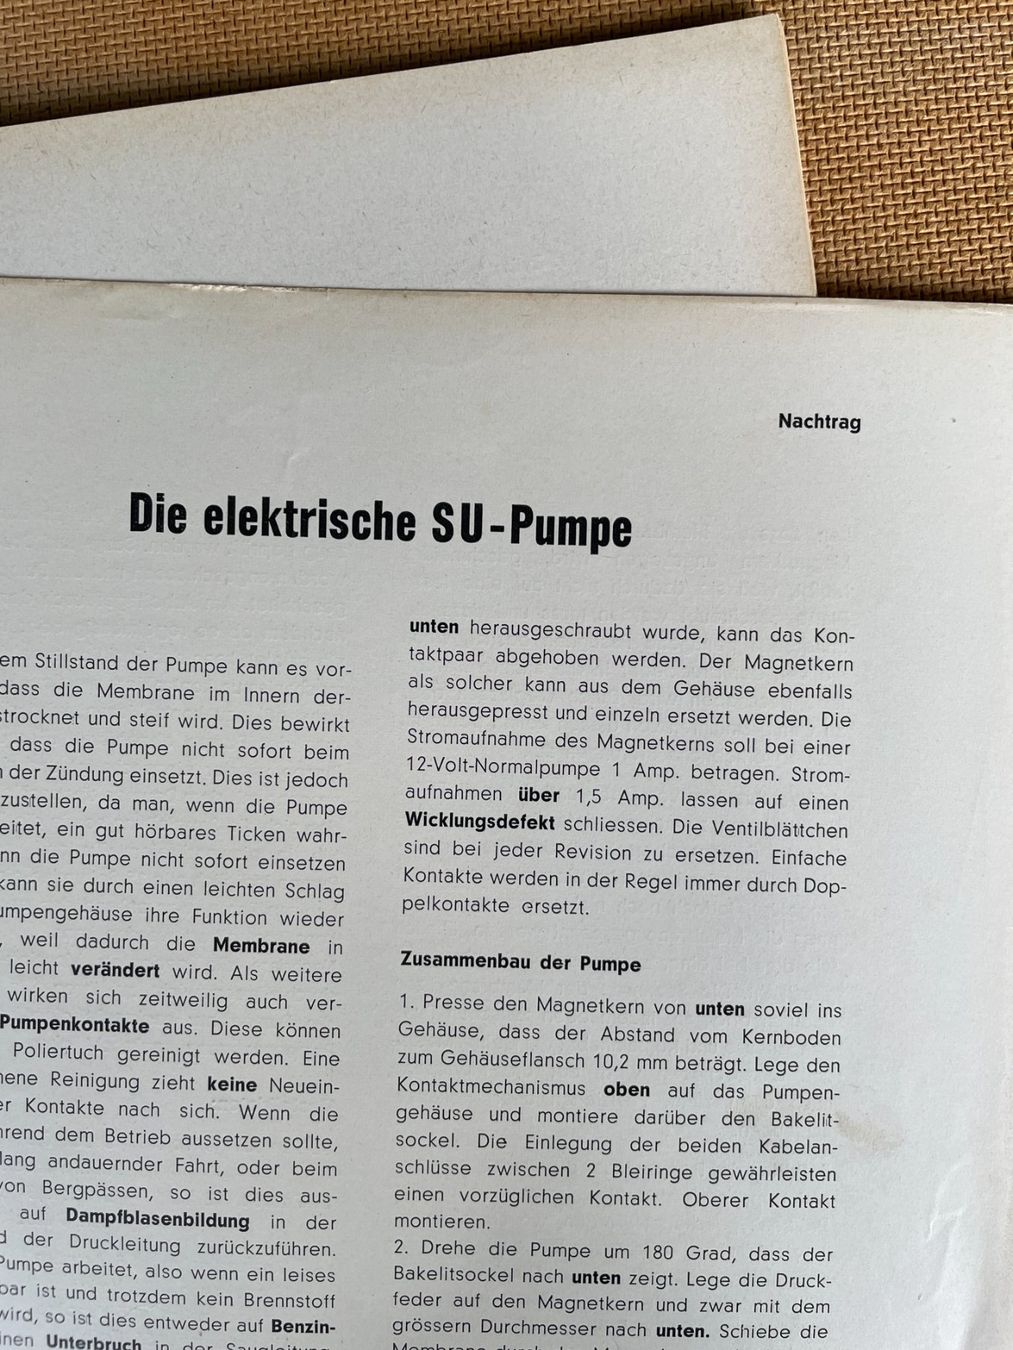 Nachtrag
Die elektrische SU-Pumpe
Stillstand der Pumpe kann es vor-
dass die Membrane im Innern der-
und steif wird. Dies bewirkt
dass die Pumpe nicht sofort beim
der Zündung einsetzt. Dies ist jedoch
da man, wenn die Pumpe
ein gut hörbares Ticken wahr-
die Pumpe nicht sofort einsetzen
kann sie durch einen leichten Schlag
ihre Funktion wieder
weil dadurch die Membrane in
leicht verändert wird. Als weitere
wirken sich zeitweilig auch ver-
Pumpenkontakte aus. Diese können
Poliertuch gereinigt werden. Eine
Reinigung zieht keine Neuein-
Kontakte nach sich. Wenn die
dem Betrieb aussetzen sollte,
andauernder Fahrt, oder beim
von Bergpässen, so ist dies aus-
auf Dampfblasenbildung in der
der Druckleitung zurückzuführen.
Pumpe arbeitet, also wenn ein leises
ist und trotzdem kein Brennstoff
wird, so ist dies entweder auf Benzin-
Unterbruch in der Saugleitung
unten herausgeschraubt wurde, kann das Kon-
taktpaar abgehoben werden. Der Magnetkern
als solcher kann aus dem Gehäuse ebenfalls
herausgepresst und einzeln ersetzt werden. Die
Stromaufnahme des Magnetkerns soll bei einer
12-Volt-Normalpumpe 1 Amp. betragen. Strom-
aufnahmen über 1,5 Amp. lassen auf einen
Wicklungsdefekt schliessen. Die Ventilblättchen
sind bei jeder Revision zu ersetzen. Einfache
Kontakte werden in der Regel immer durch Dop-
pelkontakte ersetzt.
Zusammenbau der Pumpe
1. Presse den Magnetkern von unten soviel ins
Gehäuse, dass der Abstand vom Kernboden
zum Gehäuseflansch 10,2 mm beträgt. Lege den
Kontaktmechanismus oben auf das Pumpen-
gehäuse und montiere darüber den Bakelit-
sockel. Die Einlegung der beiden Kabelan-
schlüsse zwischen 2 Bleiringe gewährleisten
einen vorzüglichen Kontakt. Oberer Kontakt
montieren.
2. Drehe die Pumpe um 180 Grad, dass der
Bakelitsockel nach unten zeigt. Lege die Druck-
feder auf den Magnetkern und zwar mit dem
grössern Durchmesser nach unten. Schiebe die